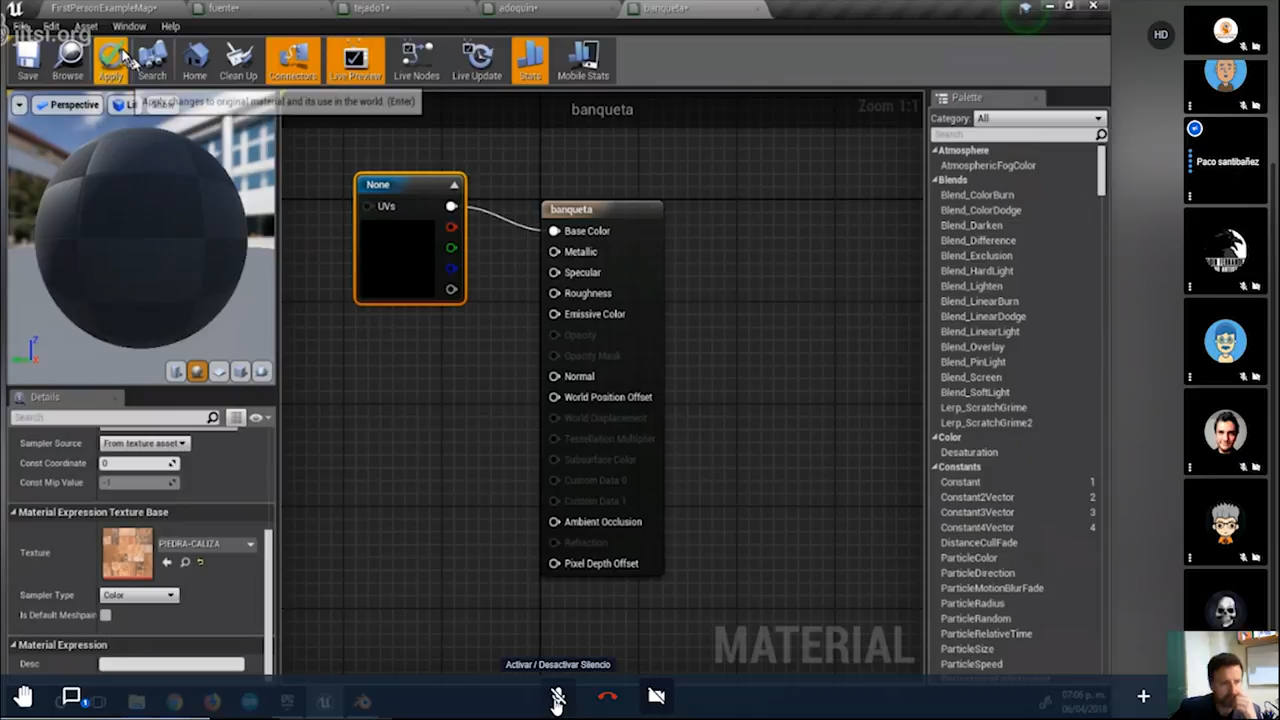 FirstPersonExampleMap*
fuente*
tejado1*
adoquin*
banqueta*
File Edit Asset Window Help
jitsi.org
Save
Browse
Apply
Search
Home
Clean Up
Connectors
Live Preview
Live Nodes
Live Update
Stats
Mobile Stats
Apply changes to original material and its use in the world. (Enter)
Perspective
banqueta
Zoom 1:1
None
UVs
banqueta
Base Color
Metallic
Specular
Roughness
Emissive Color
Opacity
Opacity Mask
Normal
World Position Offset
World Displacement
Tessellation Multiplier
Subsurface Color
Custom Data 0
Custom Data 1
Ambient Occlusion
Refraction
Pixel Depth Offset
MATERIAL
Details
Search
Sampler Source From texture asset
Const Coordinate 0
Const Mip Value -1
Material Expression Texture Base
Texture
PIEDRA-CALIZA
Sampler Type Color
Is Default Meshpain
Material Expression
Desc
Palette
Category: All
Search
Atmosphere
AtmosphericFogColor
Blends
Blend_ColorBurn
Blend_ColorDodge
Blend_Darken
Blend_Difference
Blend_Exclusion
Blend_HardLight
Blend_Lighten
Blend_LinearBurn
Blend_LinearDodge
Blend_LinearLight
Blend_Overlay
Blend_PinLight
Blend_Screen
Blend_SoftLight
Lerp_ScratchGrime
Lerp_ScratchGrime2
Color
Desaturation
Constants
Constant 1
Constant2Vector 2
Constant3Vector 3
Constant4Vector 4
DistanceCullFade
ParticleColor
ParticleDirection
ParticleMotionBlurFade
ParticleRadius
ParticleRandom
ParticleRelativeTime
ParticleSize
ParticleSpeed
HD
Paco santibañez
Activar / Desactivar Silencio
07:06 p. m.
06/04/2018